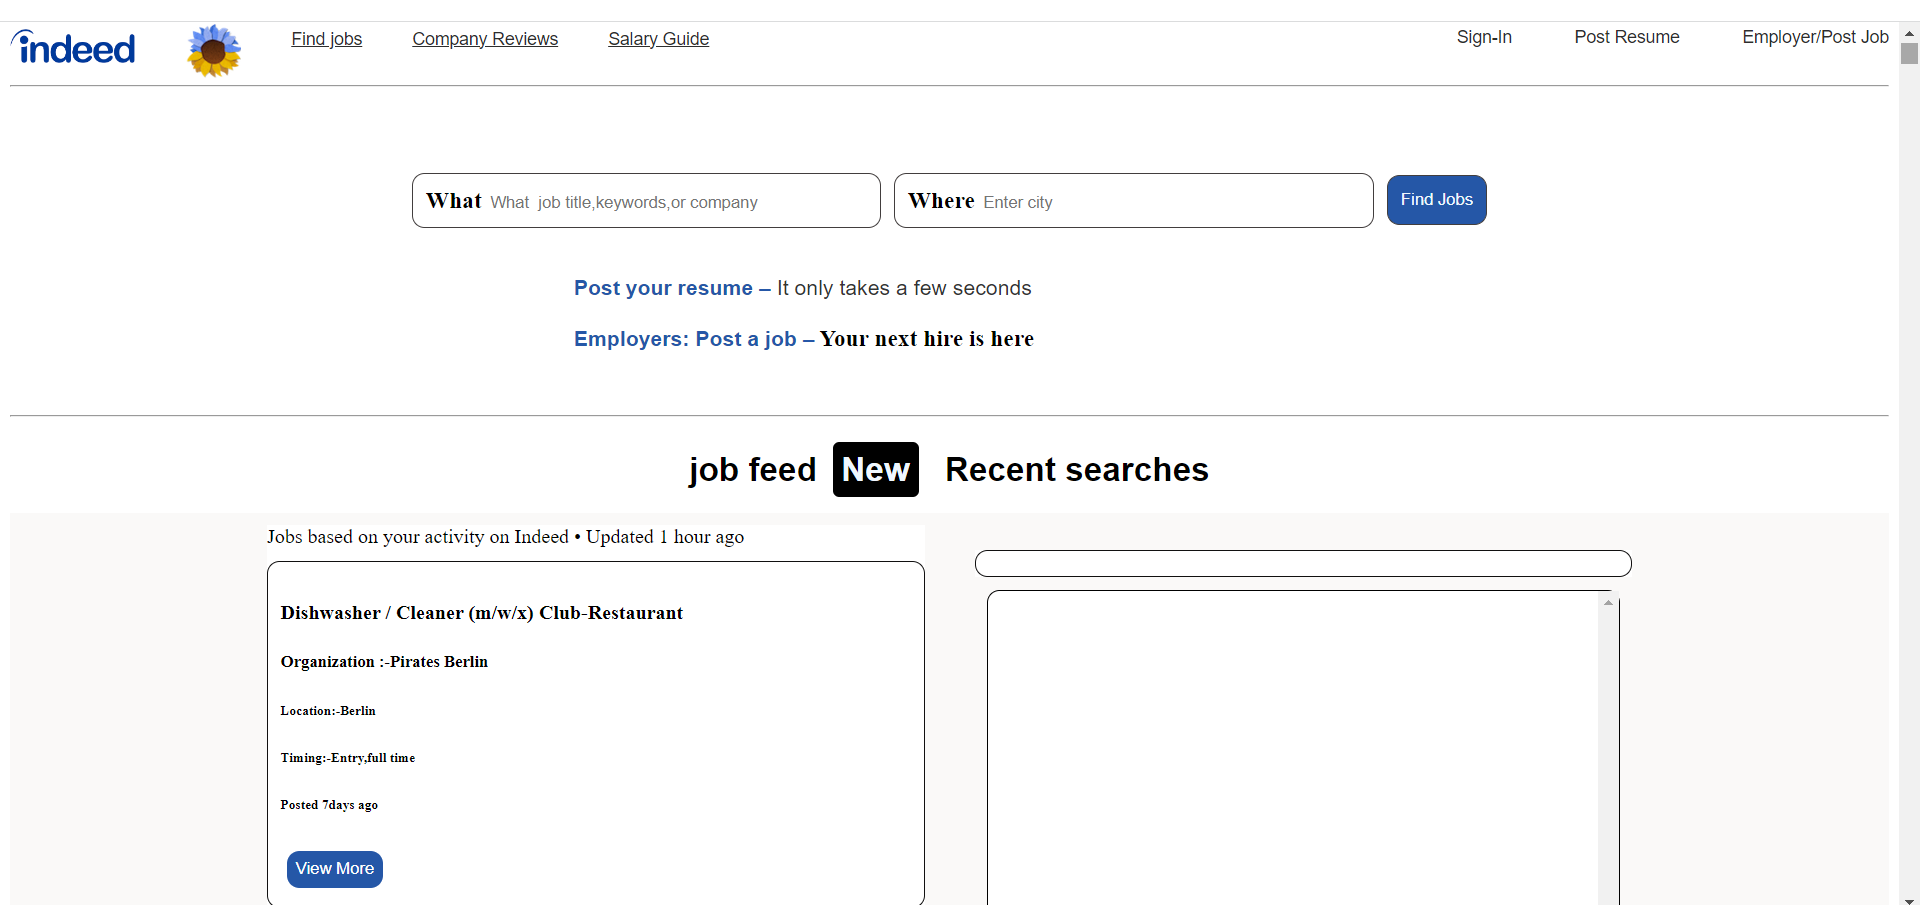 indeed Find jobs Company Reviews Salary Guide Sign-In Post Resume Employer/Post Job
What What job title,keywords,or company Where Enter city Find Jobs
Post your resume – It only takes a few seconds
Employers: Post a job – Your next hire is here
job feed New Recent searches
Jobs based on your activity on Indeed • Updated 1 hour ago
Dishwasher / Cleaner (m/w/x) Club-Restaurant
Organization :-Pirates Berlin
Location:-Berlin
Timing:-Entry,full time
Posted 7days ago
View More